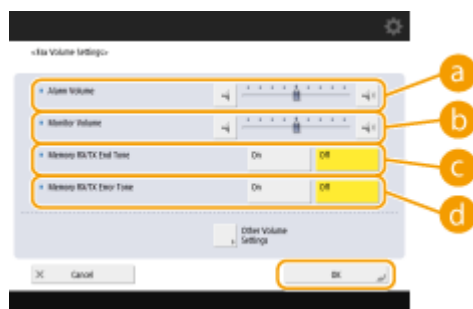 <Fax Volume Settings>
Alarm Volume
a
Monitor Volume
b
Memory RX/TX End Tone
On
Off
c
Memory RX/TX Error Tone
On
Off
d
Other Volume
Settings
Cancel
OK